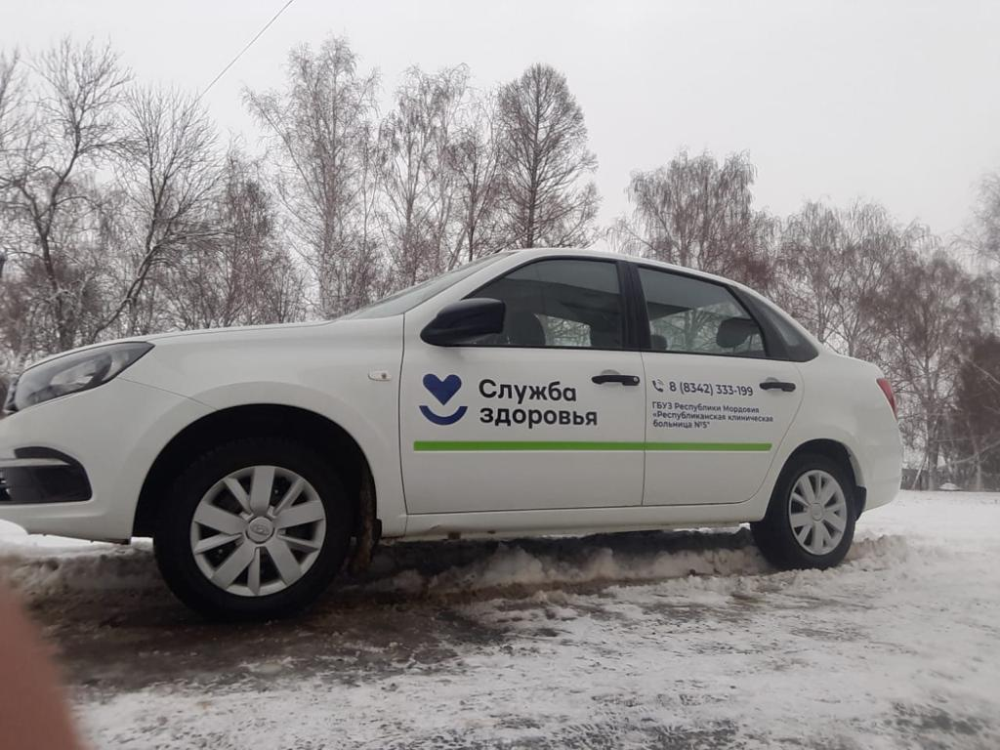 Служба
здоровья
8 (8342) 333-199
ГБУЗ Республики Мордовия
«Республиканская клиническая
больница №5"